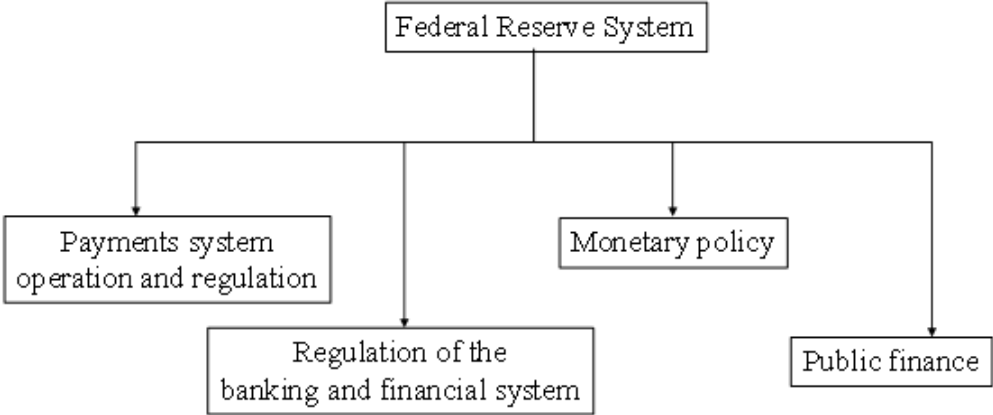 Federal Reserve System
Payments system
operation and regulation
Monetary policy
Regulation of the
banking and financial system
Public finance